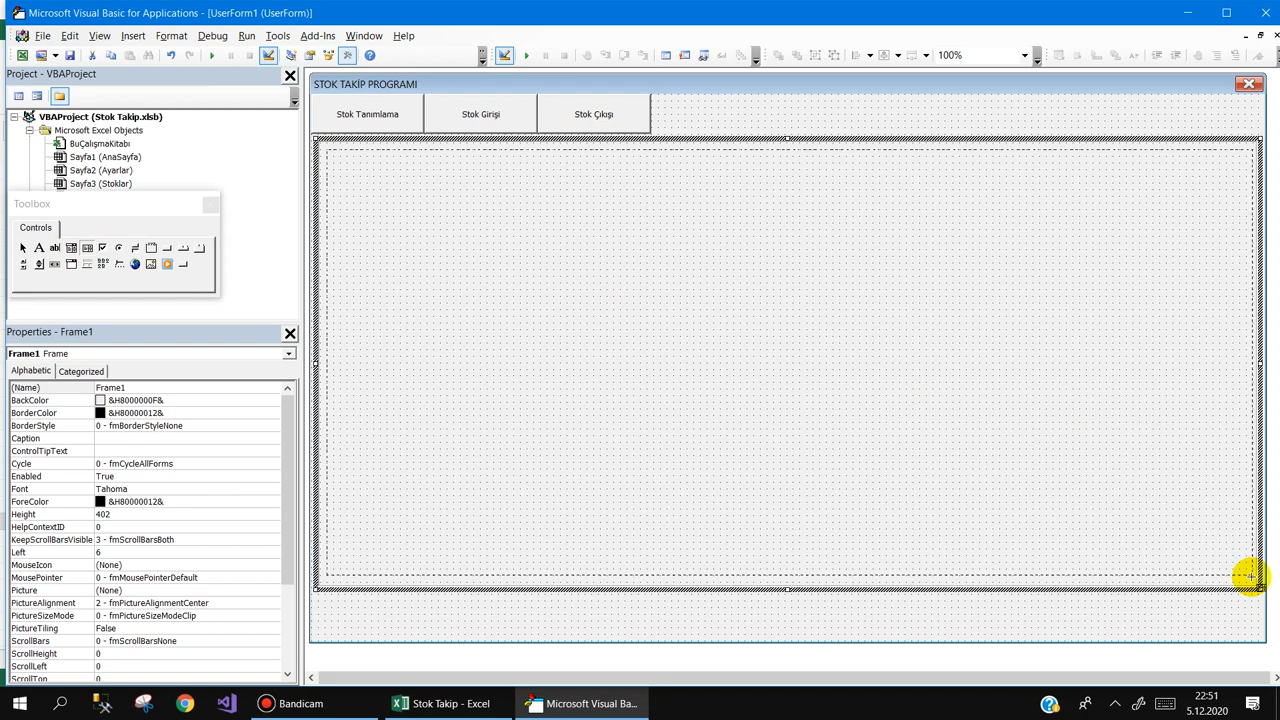 Microsoft Visual Basic for Applications - [UserForm1 (UserForm)]
File Edit View Insert Format Debug Run Tools Add-Ins Window Help
100%
Project - VBAProject
VBAProject (Stok Takip.xlsb)
Microsoft Excel Objects
BuÇalışmaKitabı
Sayfa1 (AnaSayfa)
Sayfa2 (Ayarlar)
Sayfa3 (Stoklar)
Toolbox
Controls
Properties - Frame1
Frame1 Frame
Alphabetic Categorized
(Name) Frame1
BackColor &H8000000F&
BorderColor &H80000012&
BorderStyle 0 - fmBorderStyleNone
Caption
ControlTipText
Cycle 0 - fmCycleAllForms
Enabled True
Font Tahoma
ForeColor &H80000012&
Height 402
HelpContextID 0
KeepScrollBarsVisible 3 - fmScrollBarsBoth
Left 6
MouseIcon (None)
MousePointer 0 - fmMousePointerDefault
Picture (None)
PictureAlignment 2 - fmPictureAlignmentCenter
PictureSizeMode 0 - fmPictureSizeModeClip
PictureTiling False
ScrollBars 0 - fmScrollBarsNone
ScrollHeight 0
ScrollLeft 0
ScrollTop 0
STOK TAKİP PROGRAMI
Stok Tanımlama Stok Girişi Stok Çıkışı
Bandicam
Stok Takip - Excel
Microsoft Visual Ba...
22:51
5.12.2020